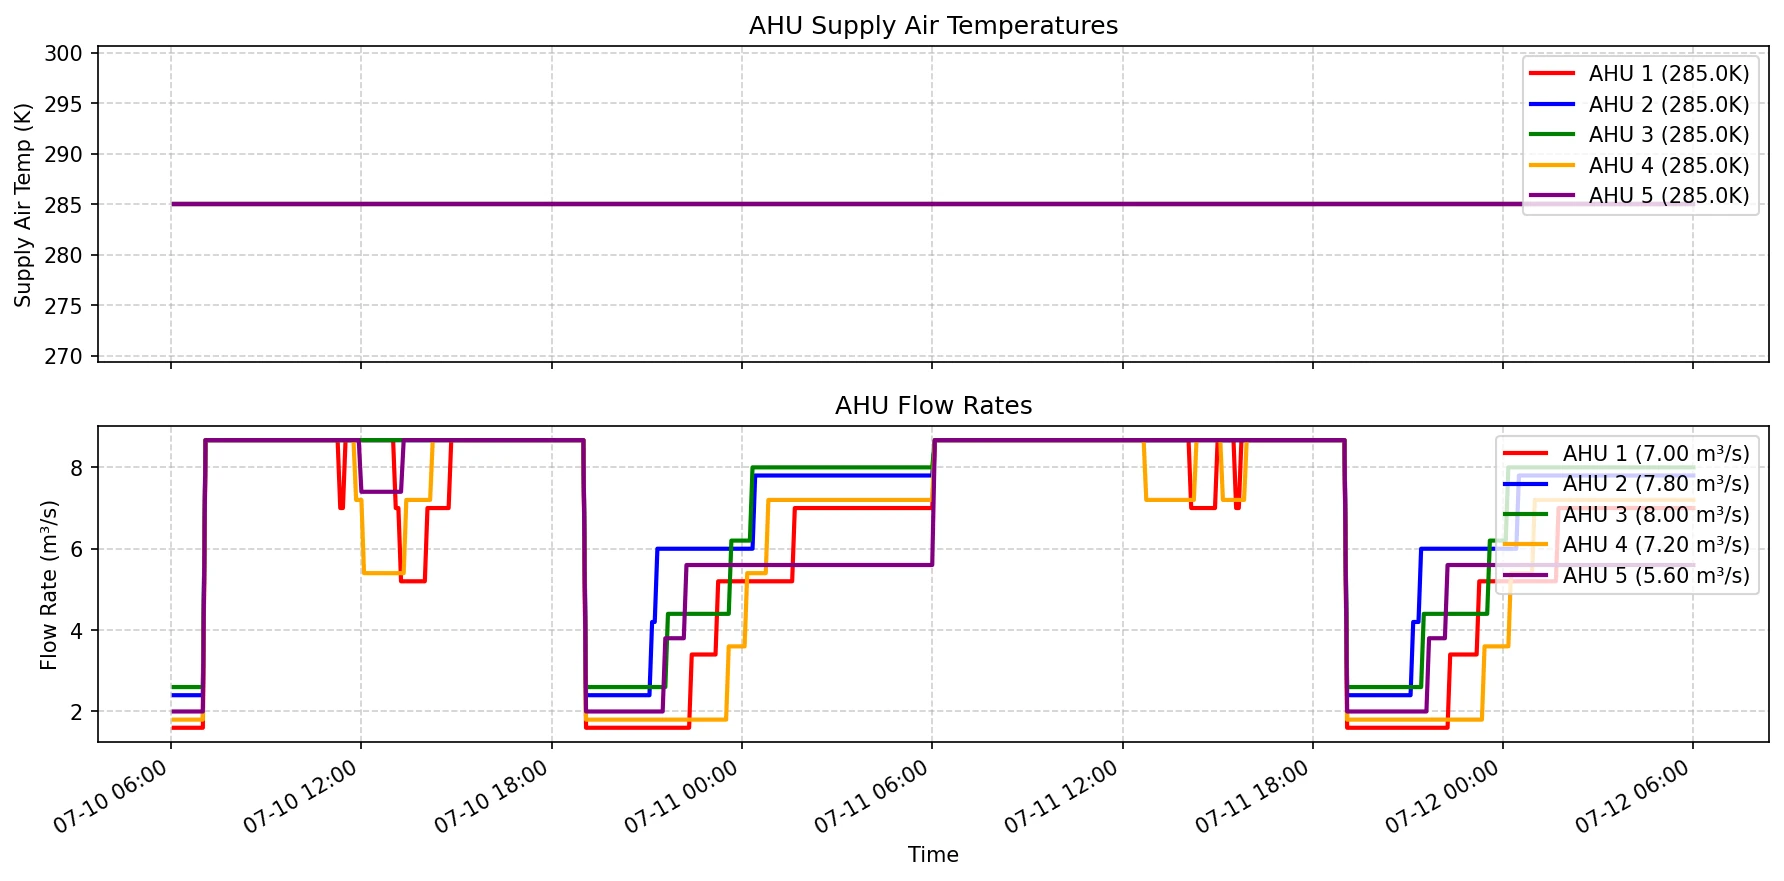 AHU Supply Air Temperatures
Supply Air Temp (K)
300
295
290
285
280
275
270
AHU 1 (285.0K)
AHU 2 (285.0K)
AHU 3 (285.0K)
AHU 4 (285.0K)
AHU 5 (285.0K)
AHU Flow Rates
Flow Rate (m³/s)
8
6
4
2
AHU 1 (7.00 m³/s)
AHU 2 (7.80 m³/s)
AHU 3 (8.00 m³/s)
AHU 4 (7.20 m³/s)
AHU 5 (5.60 m³/s)
07-10 06:00
07-10 12:00
07-10 18:00
07-11 00:00
07-11 06:00
07-11 12:00
07-11 18:00
07-12 00:00
07-12 06:00
Time